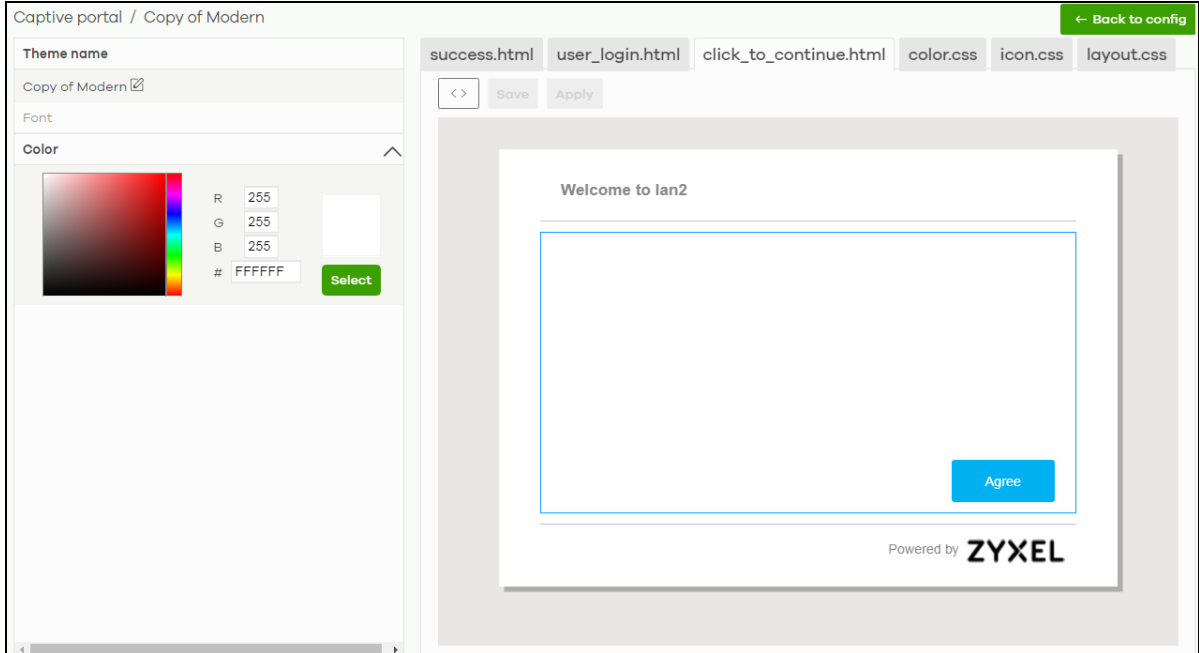 Captive portal / Copy of Modern
← Back to config
Theme name
Copy of Modern
Font
Color
R 255
G 255
B 255
# FFFFFF
Select
success.html user_login.html click_to_continue.html color.css icon.css layout.css
<> Save Apply
Welcome to lan2
Agree
Powered by ZYXEL